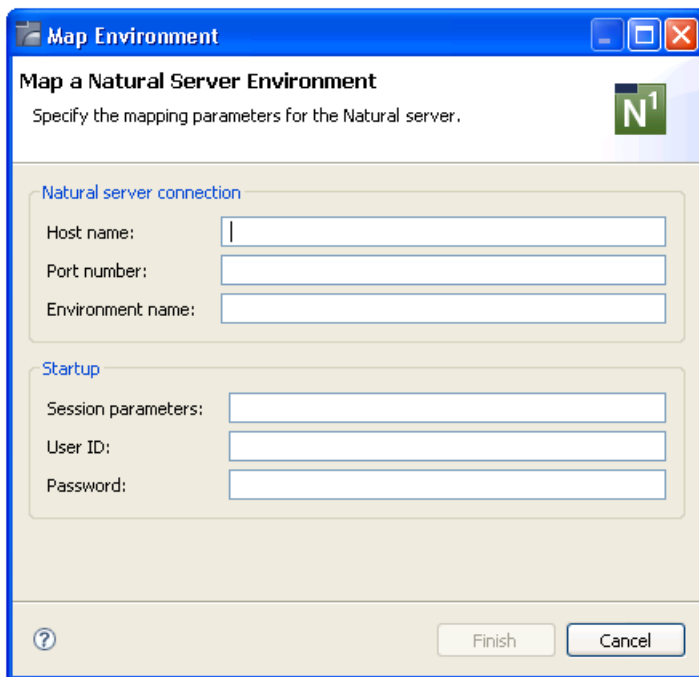 Map Environment
Map a Natural Server Environment
Specify the mapping parameters for the Natural server.
N1
Natural server connection
Host name:
Port number:
Environment name:
Startup
Session parameters:
User ID:
Password:
?
Finish
Cancel